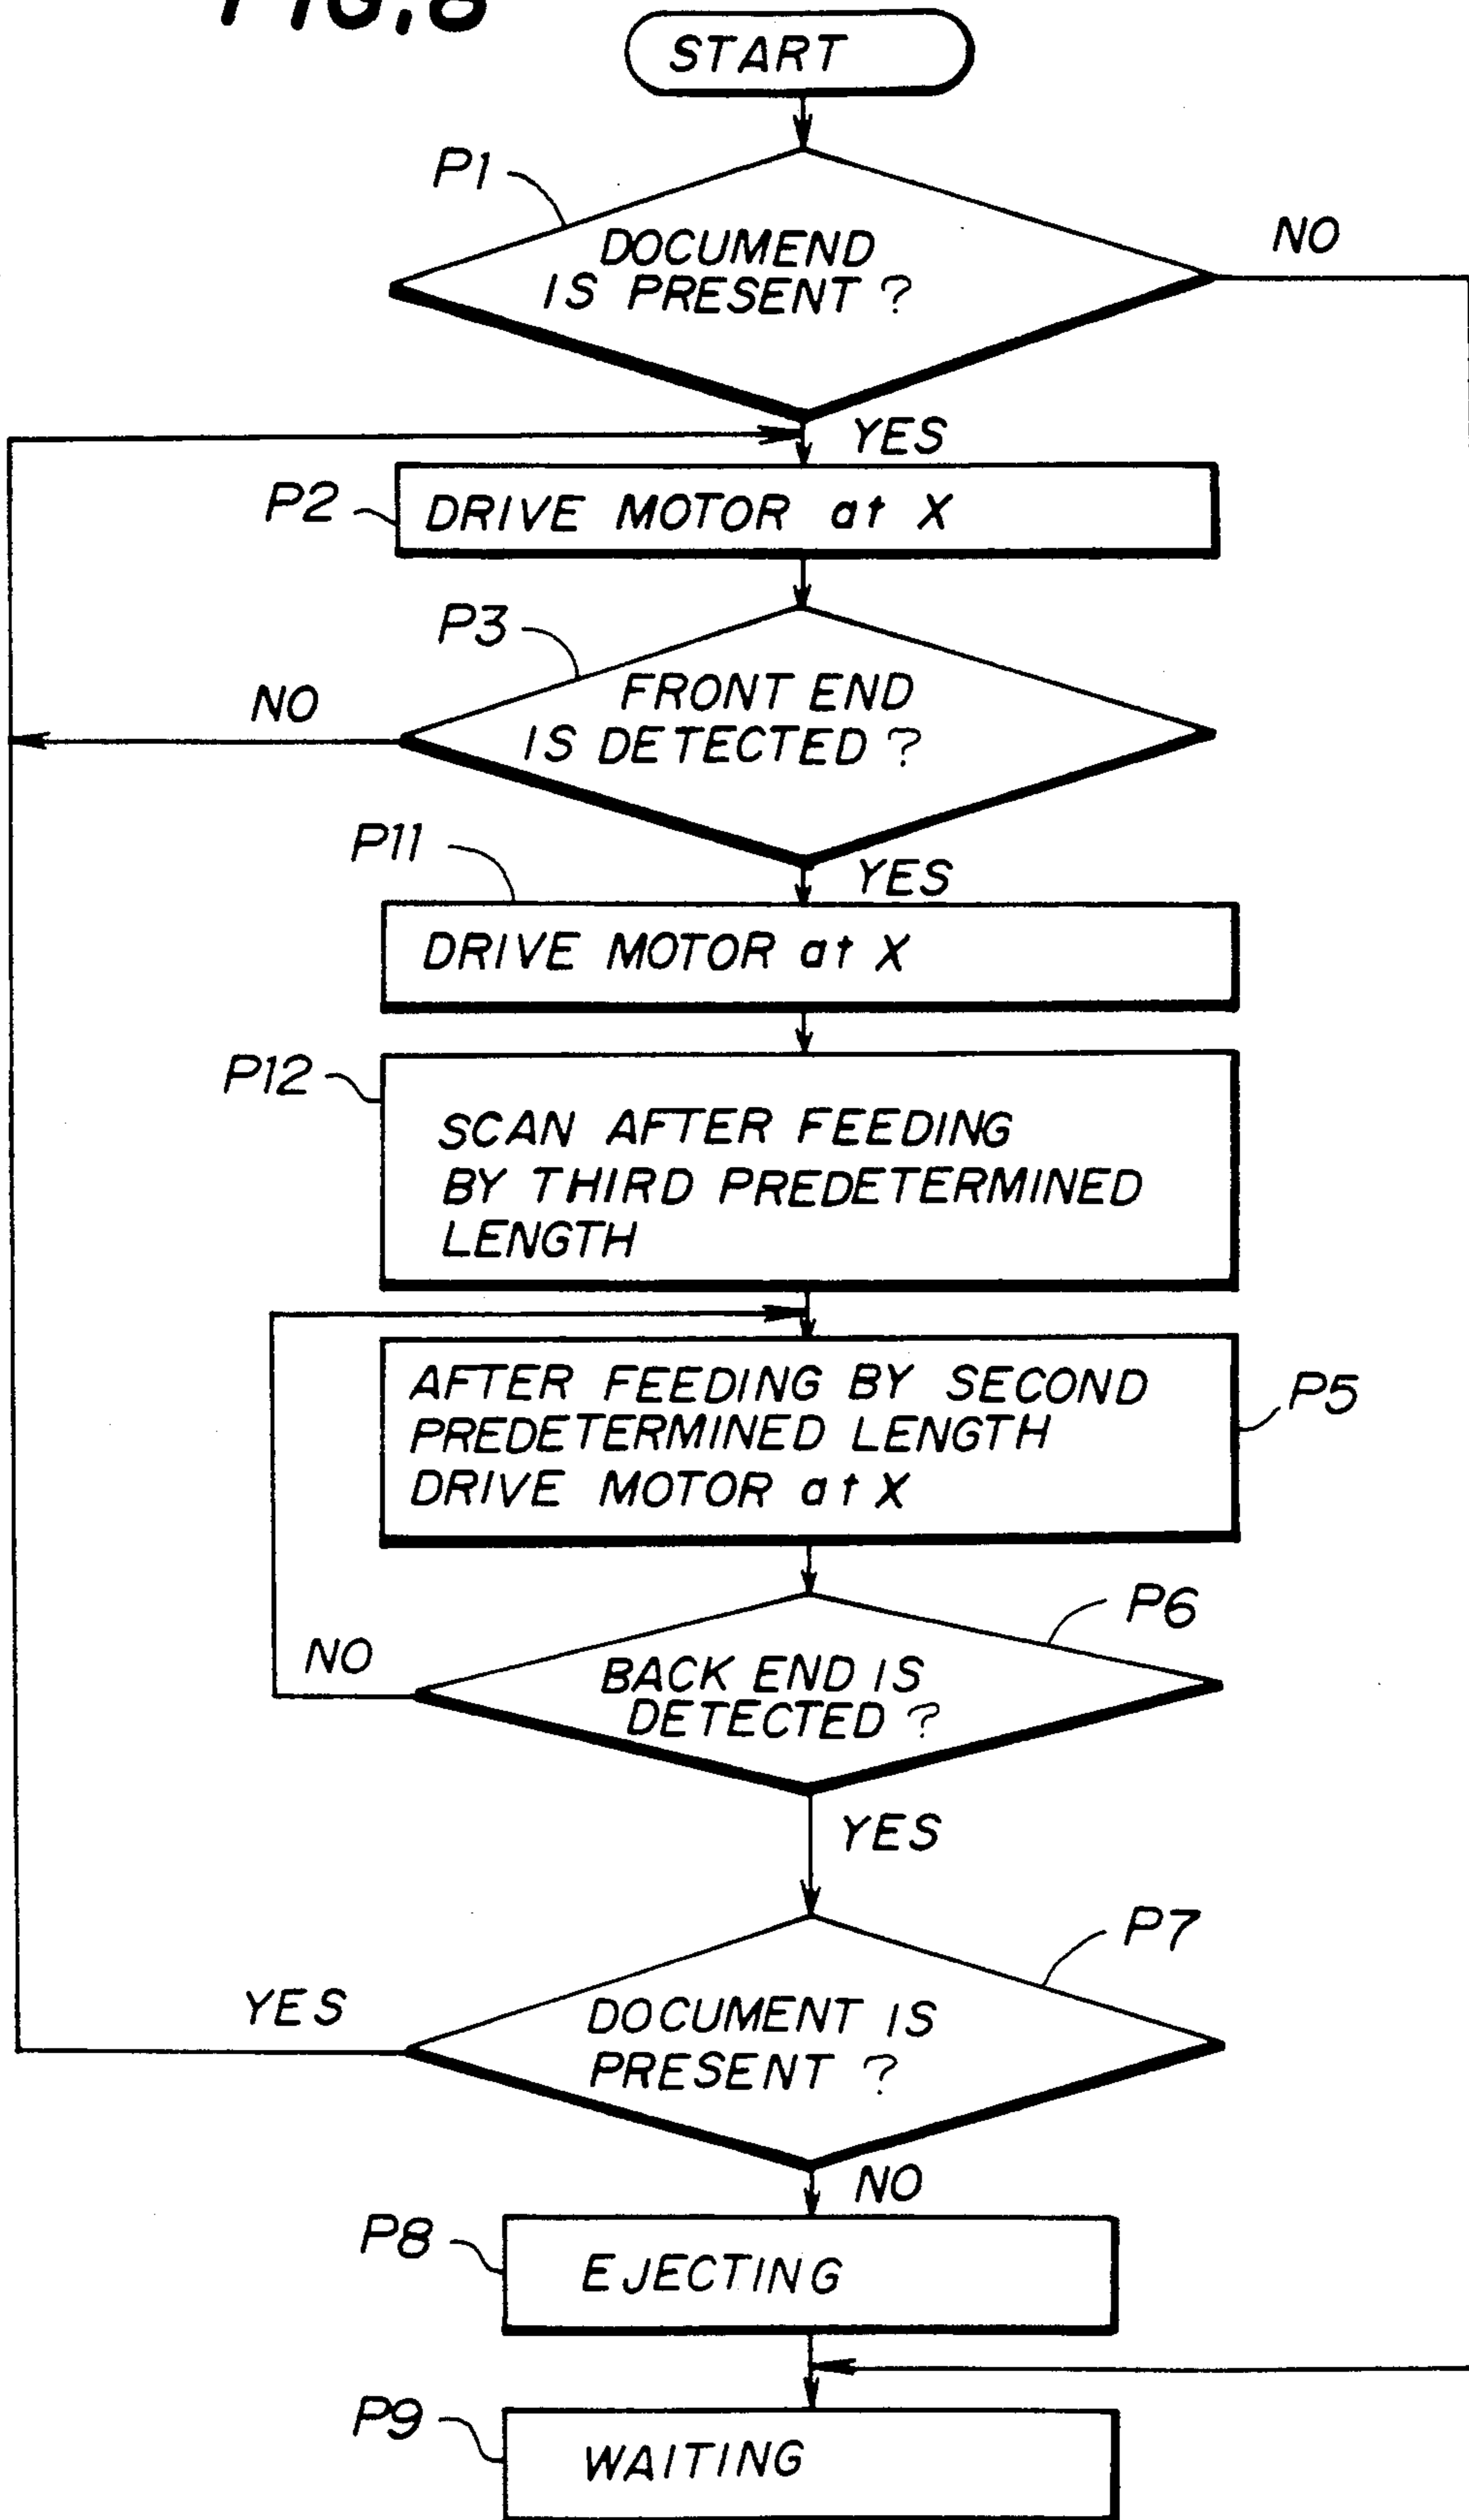 FIG.8
START
P1
DOCUMEND
IS PRESENT ?
NO
YES
P2
DRIVE MOTOR at X
P3
FRONT END
IS DETECTED ?
NO
YES
P11
DRIVE MOTOR at X
P12
SCAN AFTER FEEDING
BY THIRD PREDETERMINED
LENGTH
AFTER FEEDING BY SECOND
PREDETERMINED LENGTH
DRIVE MOTOR at X
P5
P6
BACK END IS
DETECTED ?
NO
YES
P7
DOCUMENT IS
PRESENT ?
YES
NO
P8
EJECTING
P9
WAITING